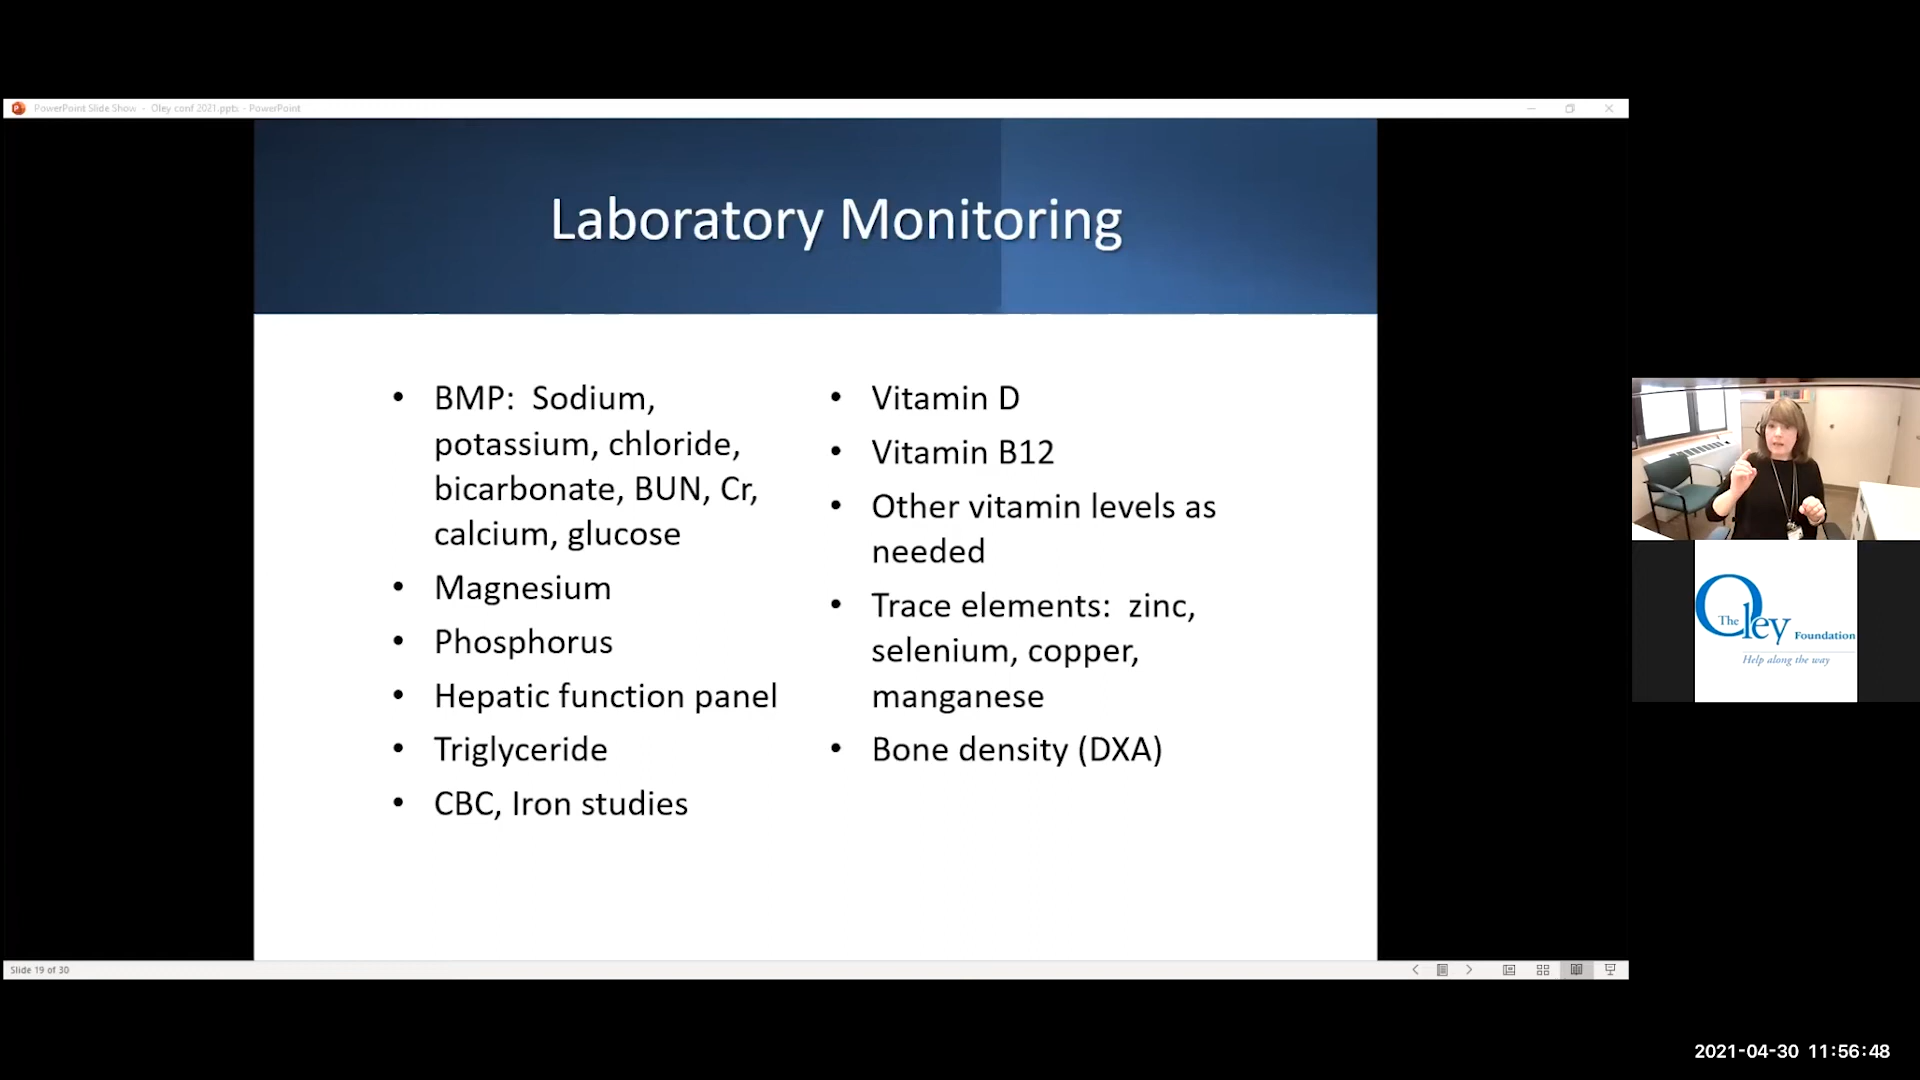 PowerPoint Slide Show - Oley conf 2021.pptx - PowerPoint
Laboratory Monitoring
• BMP: Sodium,
potassium, chloride,
bicarbonate, BUN, Cr,
calcium, glucose
• Magnesium
• Phosphorus
• Hepatic function panel
• Triglyceride
• CBC, Iron studies
• Vitamin D
• Vitamin B12
• Other vitamin levels as
needed
• Trace elements: zinc,
selenium, copper,
manganese
• Bone density (DXA)
The Oley Foundation
Help along the way
Slide 19 of 30
2021-04-30 11:56:48